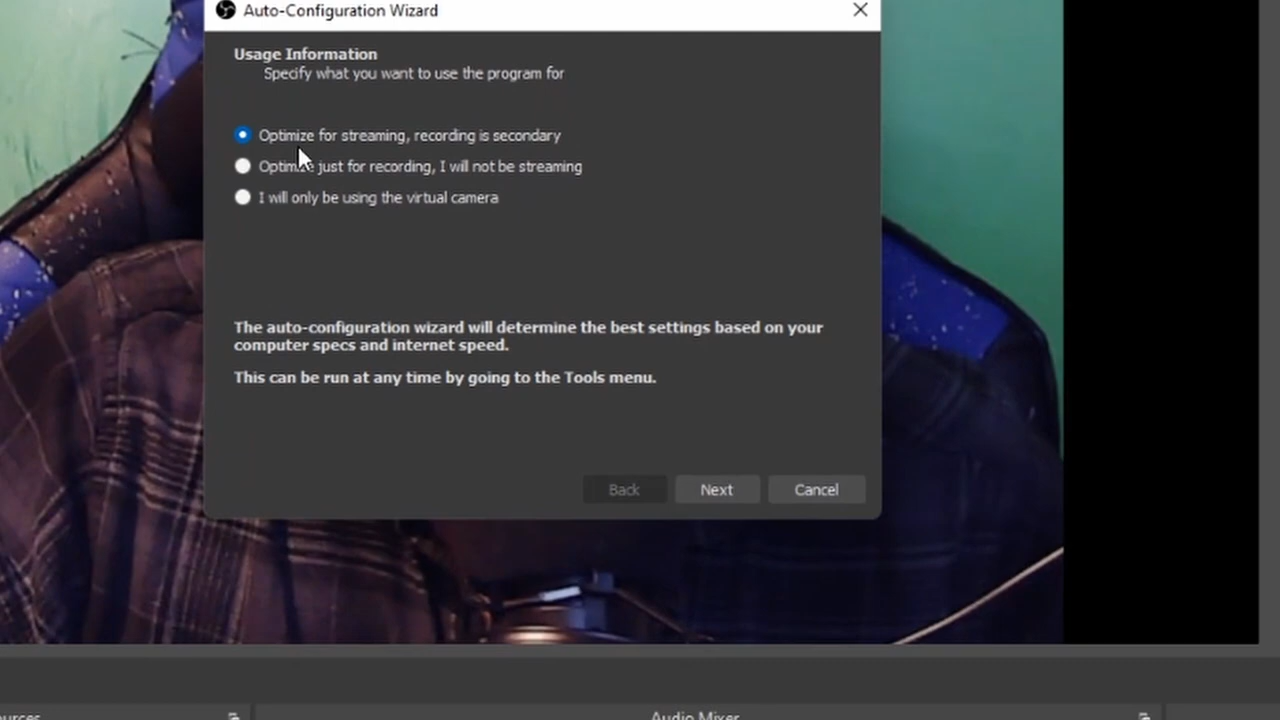 Auto-Configuration Wizard
Usage Information
Specify what you want to use the program for
Optimize for streaming, recording is secondary
Optimize just for recording, I will not be streaming
I will only be using the virtual camera
The auto-configuration wizard will determine the best settings based on your
computer specs and internet speed.
This can be run at any time by going to the Tools menu.
Back
Next
Cancel
ources
Audio Mixer